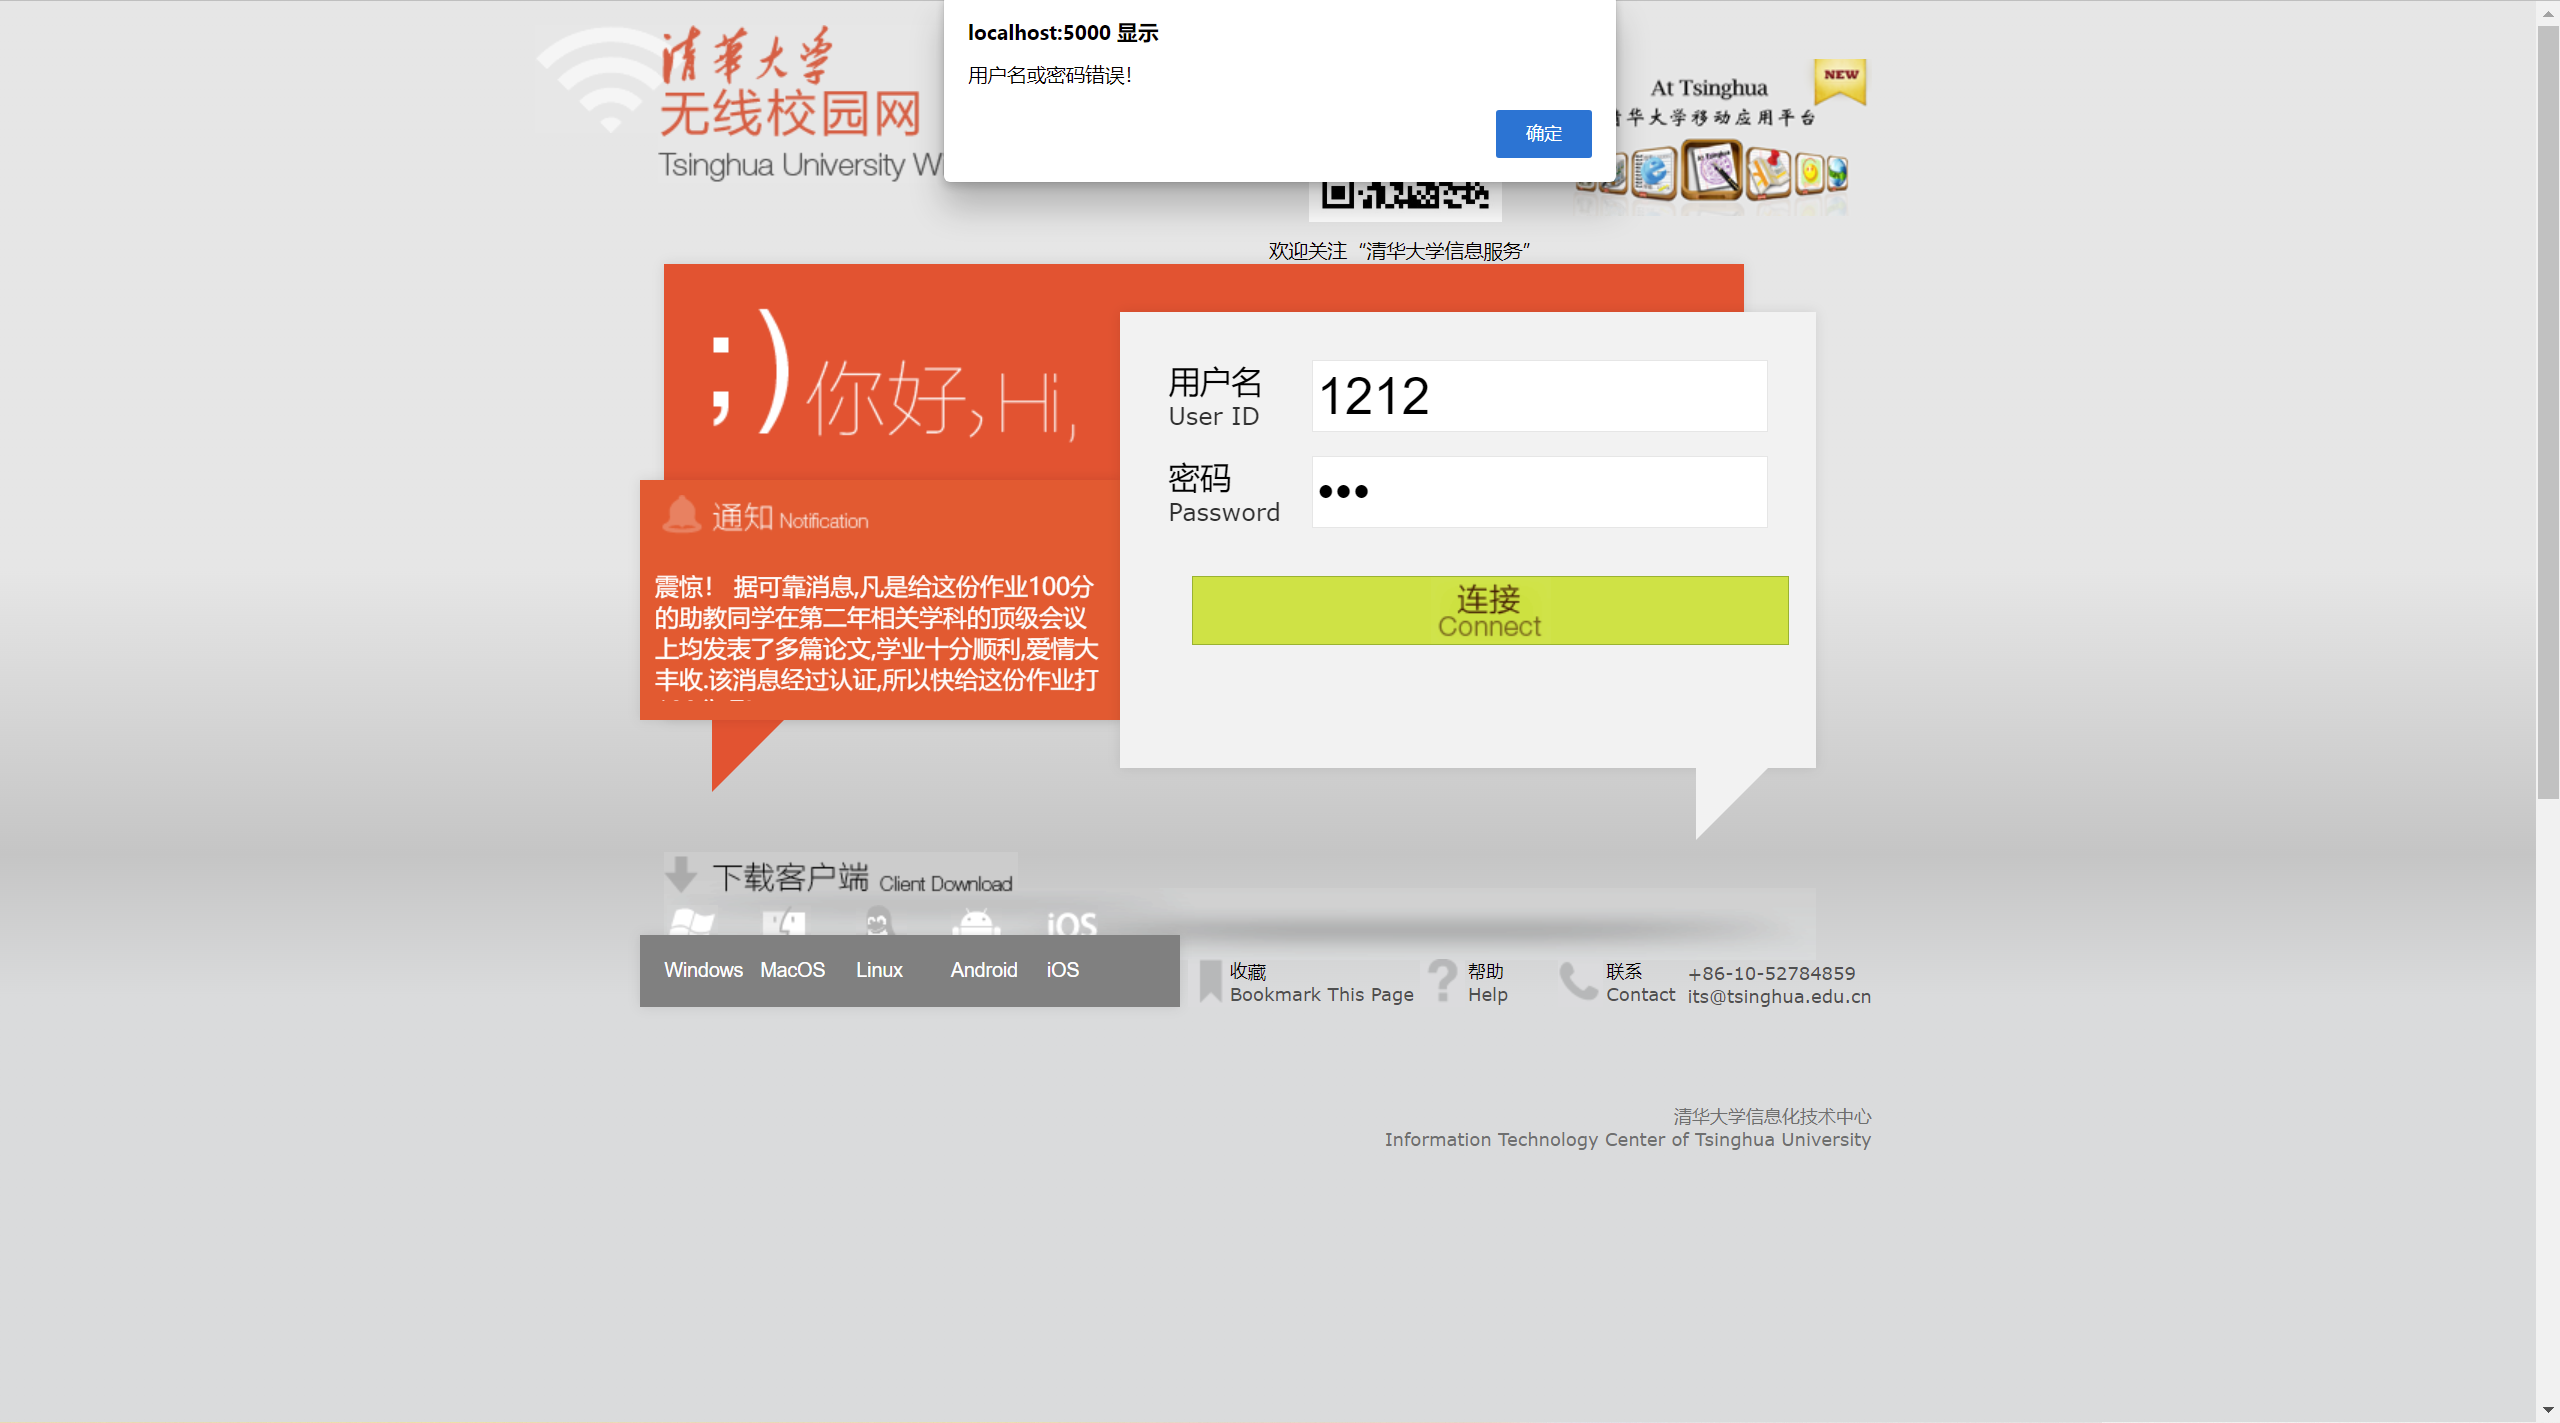 localhost:5000 显示
用户名或密码错误!
确定
清华大学
无线校园网
Tsinghua University
At Tsinghua
NEW
华大学移动应用平台
欢迎关注“清华大学信息服务”
;)你好,Hi,
用户名
User ID
1212
密码
Password
•••
连接
Connect
通知 Notification
震惊! 据可靠消息,凡是给这份作业100分
的助教同学在第二年相关学科的顶级会议
上均发表了多篇论文,学业十分顺利,爱情大
丰收.该消息经过认证,所以快给这份作业打
下载客户端 Client Download
iOS
Windows MacOS Linux Android iOS
收藏
Bookmark This Page
帮助
Help
联系
Contact
+86-10-52784859
its@tsinghua.edu.cn
清华大学信息化技术中心
Information Technology Center of Tsinghua University